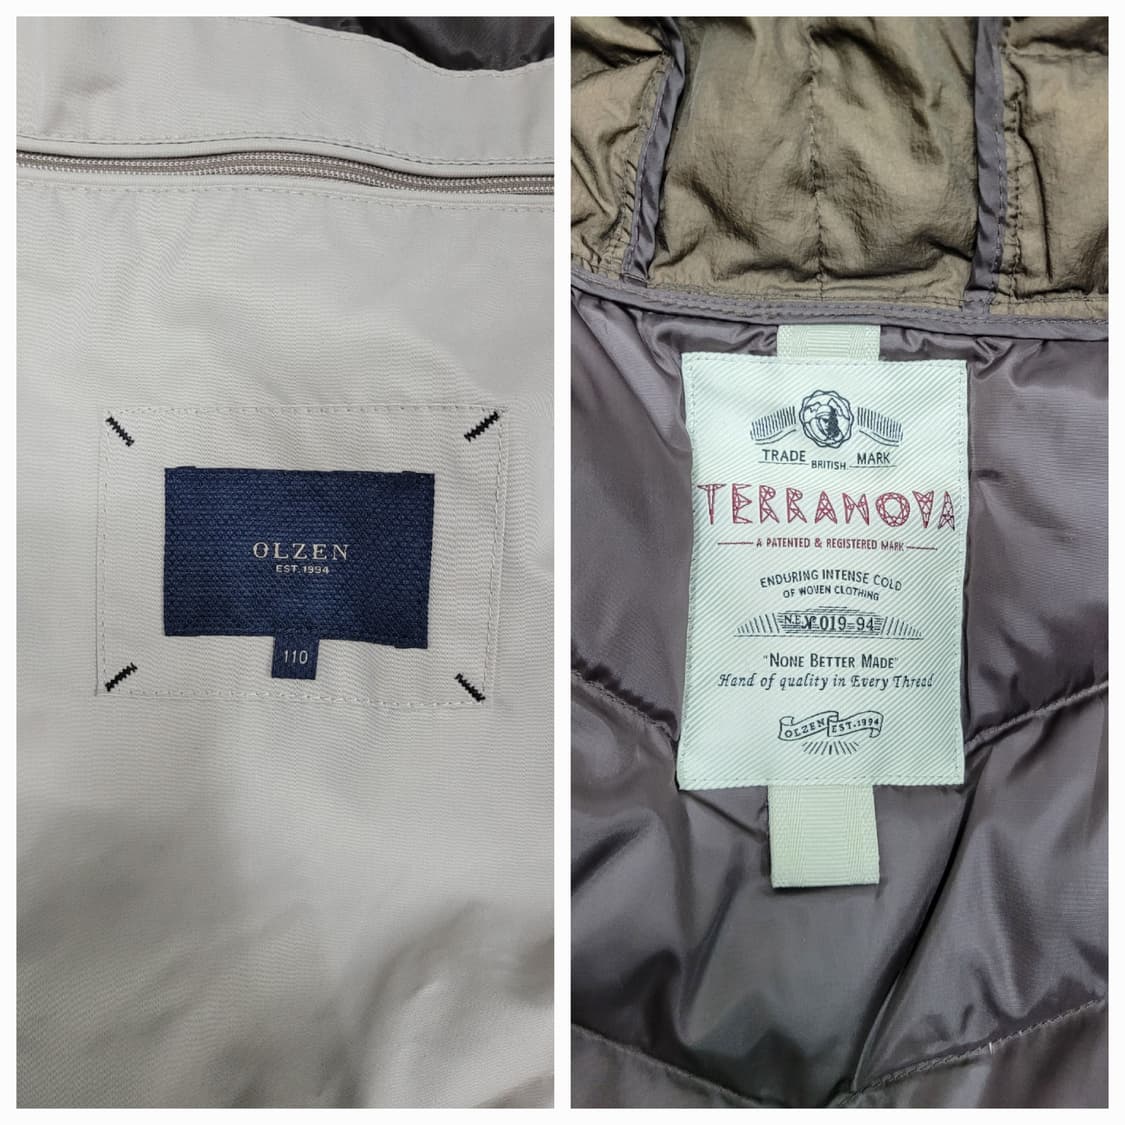 OLZEN
EST.1994
110
TRADE BRITISH MARK
TERRANOVA
A PATENTED & REGISTERED MARK
ENDURING INTENSE COLD
OF WOVEN CLOTHING
019-94
"NONE BETTER MADE"
Hand of quality in Every Thread
OLZEN EST.1994